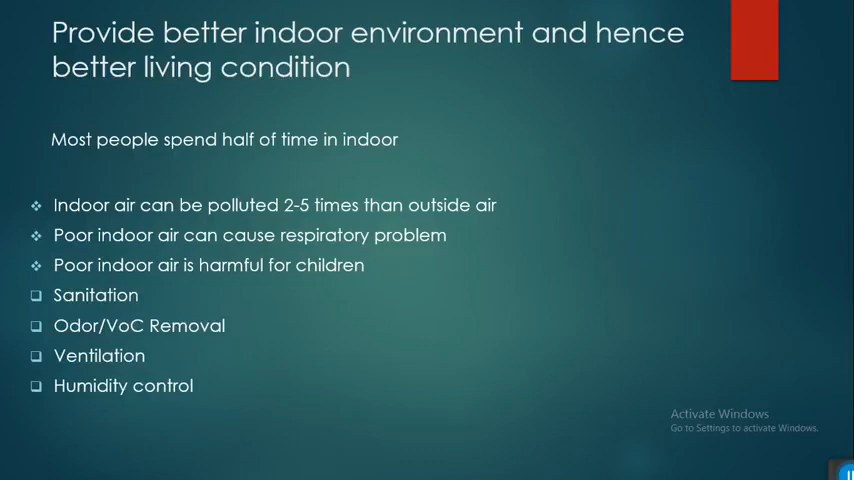 Provide better indoor environment and hence
better living condition
Most people spend half of time in indoor
Indoor air can be polluted 2-5 times than outside air
Poor indoor air can cause respiratory problem
Poor indoor air is harmful for children
Sanitation
Odor/VoC Removal
Ventilation
Humidity control
Activate Windows
Go to Settings to activate Windows.